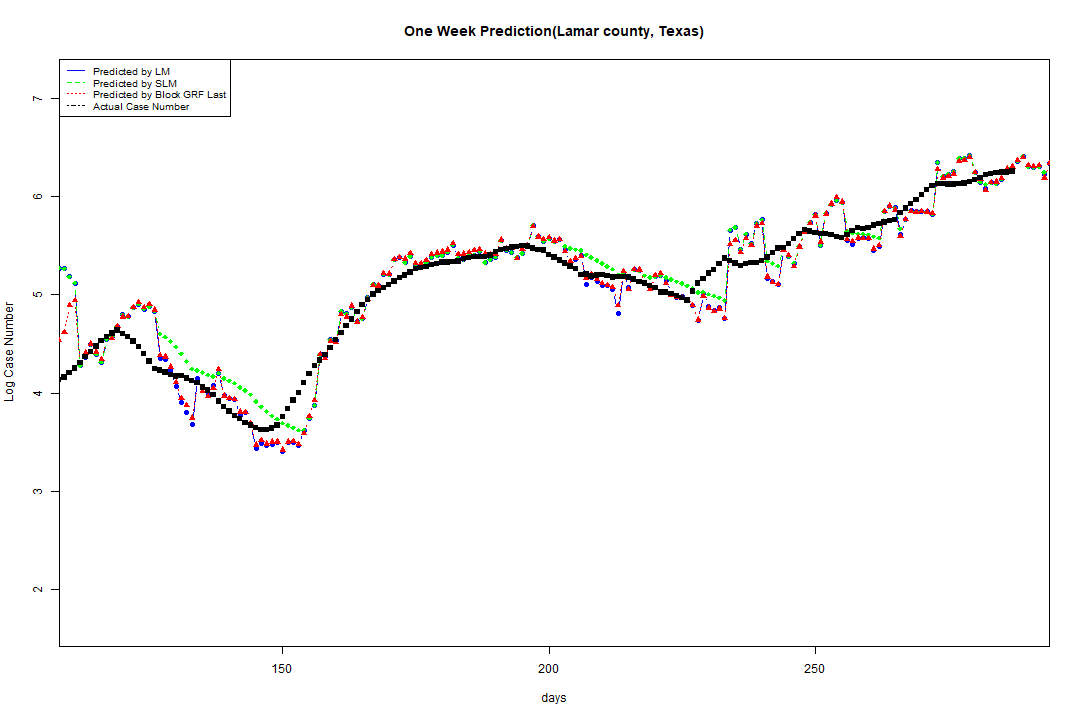 One Week Prediction(Lamar county, Texas)
Predicted by LM
Predicted by SLM
Predicted by Block GRF Last
Actual Case Number
7
6
5
4
3
2
Log Case Number
150
200
250
days